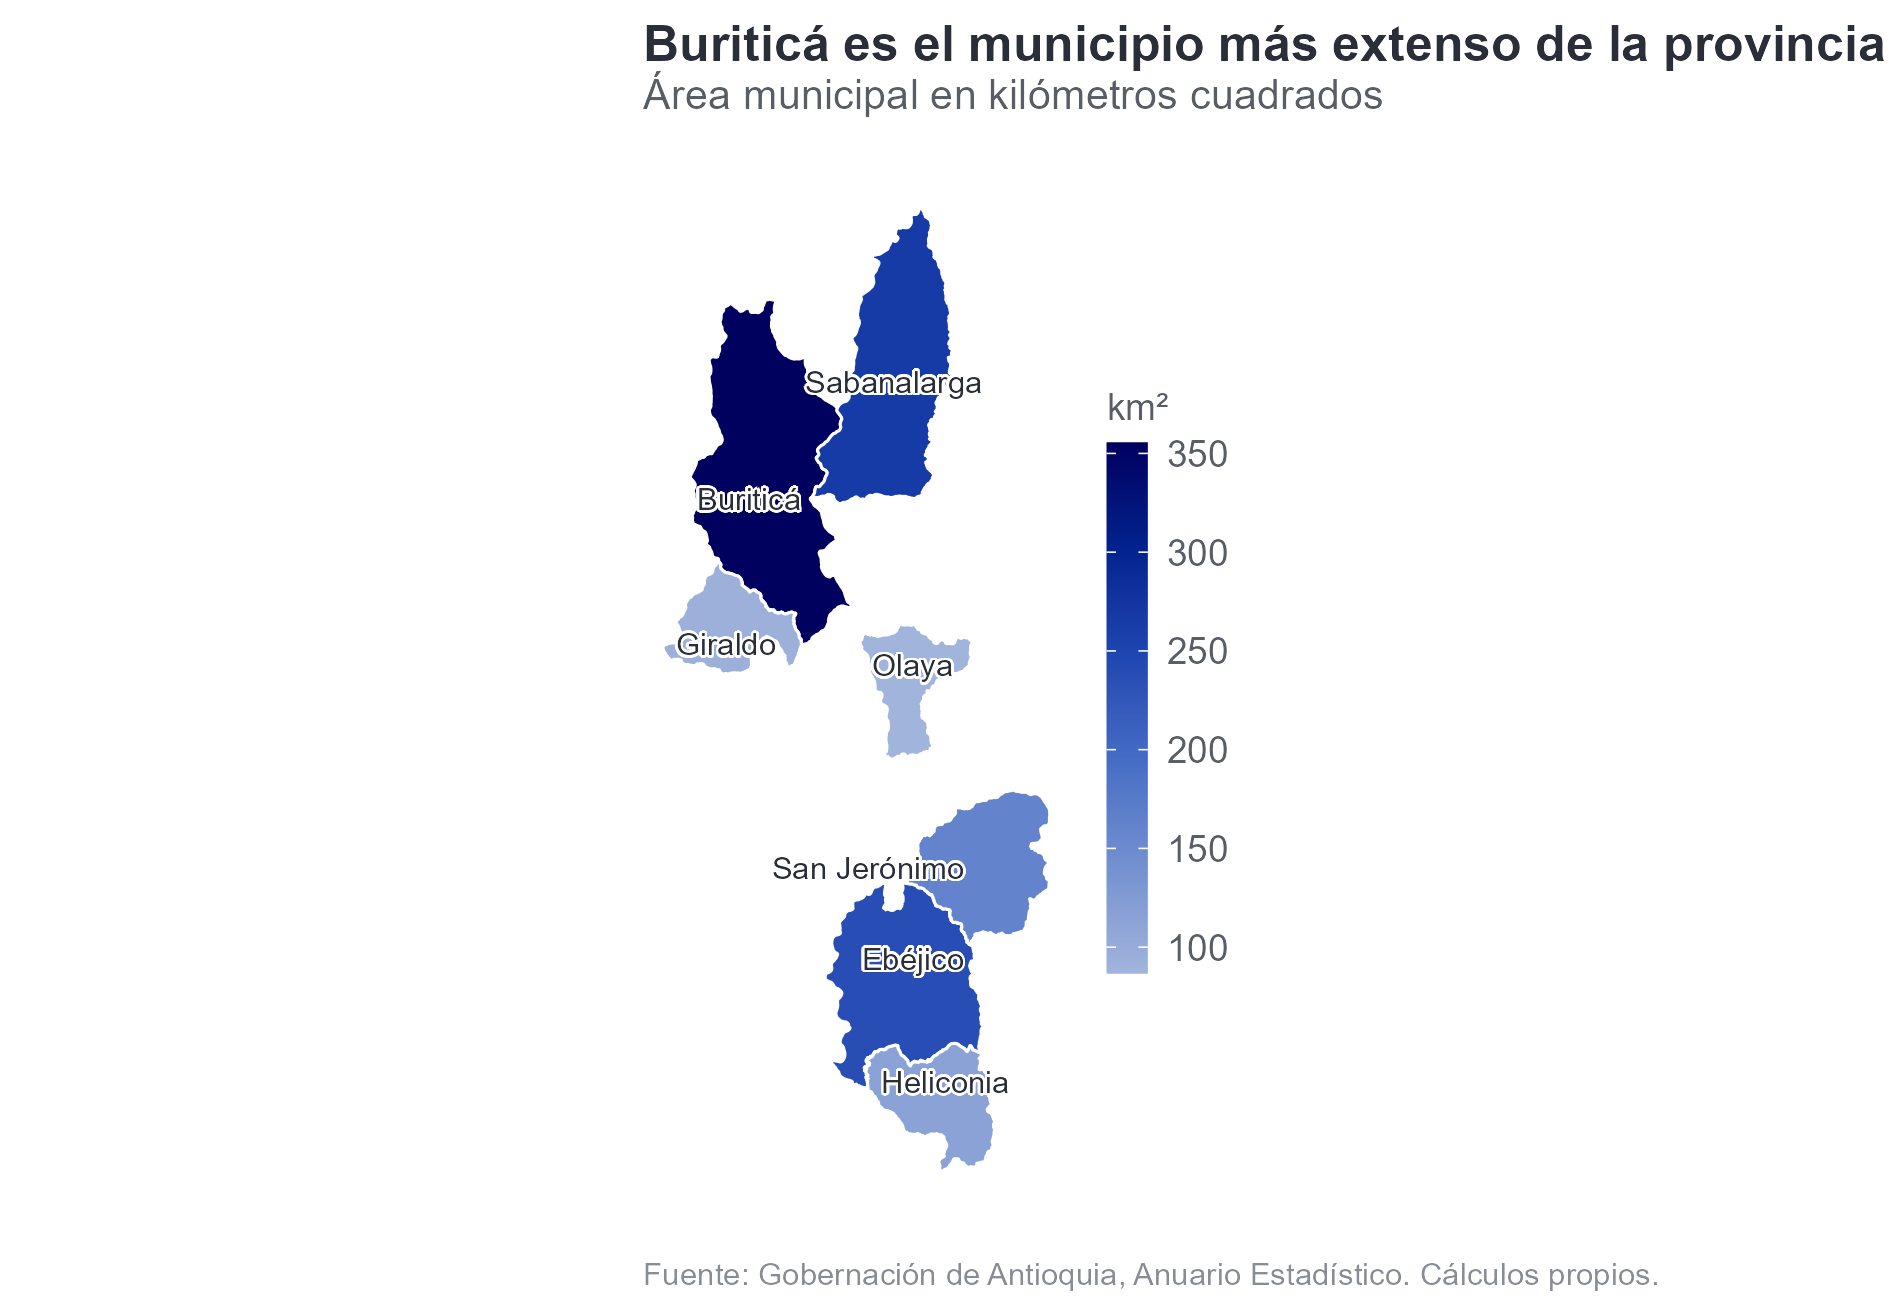 Buriticá es el municipio más extenso de la provincia
Área municipal en kilómetros cuadrados
Sabanalarga
Buriticá
Giraldo
Olaya
San Jerónimo
Ebéjico
Heliconia
km²
350
300
250
200
150
100
Fuente: Gobernación de Antioquia, Anuario Estadístico. Cálculos propios.